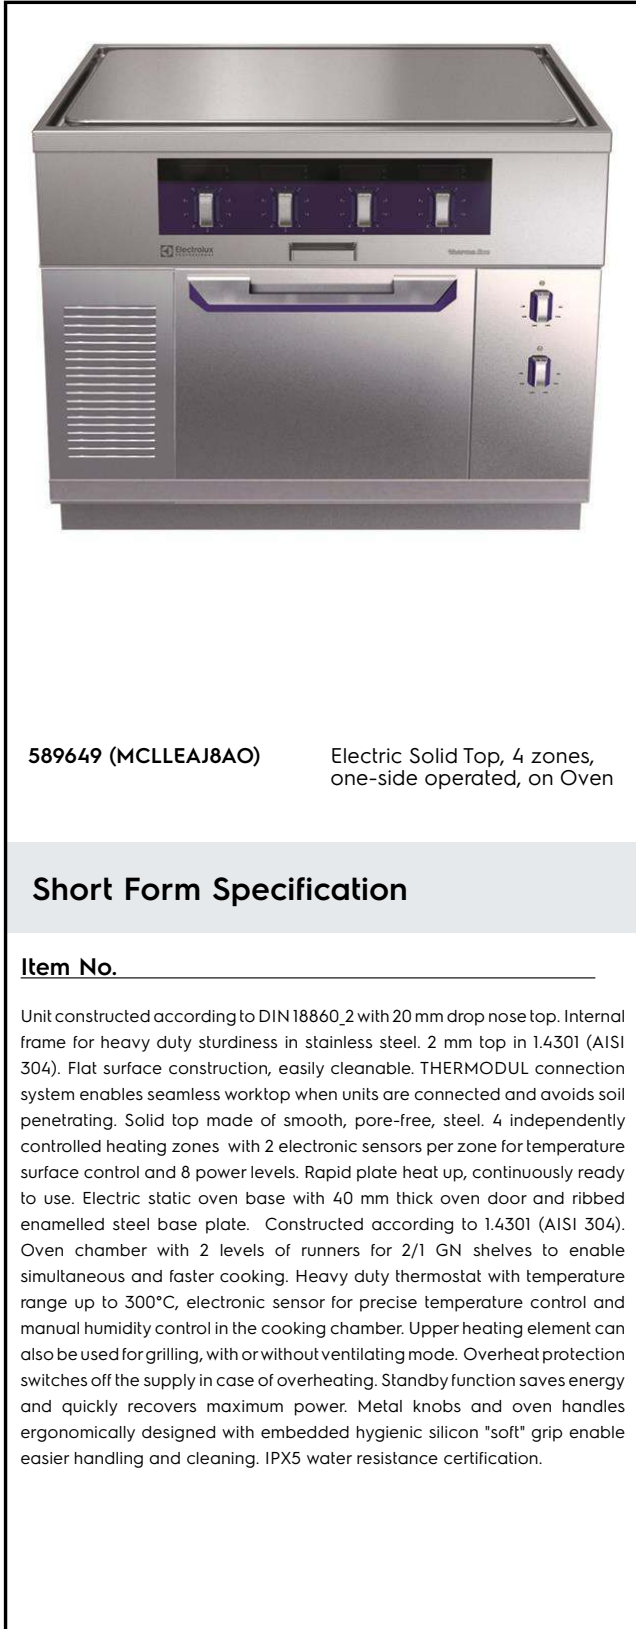 Electrolux
PROFESSIONAL
thermaline
589649 (MCLLEAJ8AO)
Electric Solid Top, 4 zones,
one-side operated, on Oven
Short Form Specification
Item No.
Unit constructed according to DIN 18860_2 with 20 mm drop nose top. Internal
frame for heavy duty sturdiness in stainless steel. 2 mm top in 1.4301 (AISI
304). Flat surface construction, easily cleanable. THERMODUL connection
system enables seamless worktop when units are connected and avoids soil
penetrating. Solid top made of smooth, pore-free, steel. 4 independently
controlled heating zones with 2 electronic sensors per zone for temperature
surface control and 8 power levels. Rapid plate heat up, continuously ready
to use. Electric static oven base with 40 mm thick oven door and ribbed
enamelled steel base plate. Constructed according to 1.4301 (AISI 304).
Oven chamber with 2 levels of runners for 2/1 GN shelves to enable
simultaneous and faster cooking. Heavy duty thermostat with temperature
range up to 300°C, electronic sensor for precise temperature control and
manual humidity control in the cooking chamber. Upper heating element can
also be used for grilling, with or without ventilating mode. Overheat protection
switches off the supply in case of overheating. Standby function saves energy
and quickly recovers maximum power. Metal knobs and oven handles
ergonomically designed with embedded hygienic silicon "soft" grip enable
easier handling and cleaning. IPX5 water resistance certification.